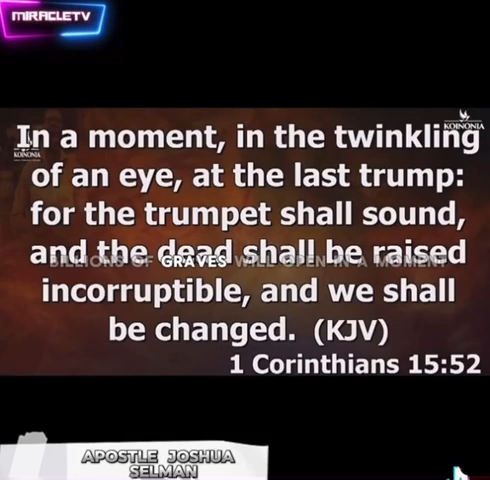 MIRACLETV
KOINONIA
In a moment, in the twinkling
KOINONIA
of an eye, at the last trump:
for the trumpet shall sound,
and the dead shall be raised
BILLIONS OF GRAVES WILL OPEN IN A MOMENT
incorruptible, and we shall
be changed. (KJV)
1 Corinthians 15:52
APOSTLE JOSHUA
SELMAN